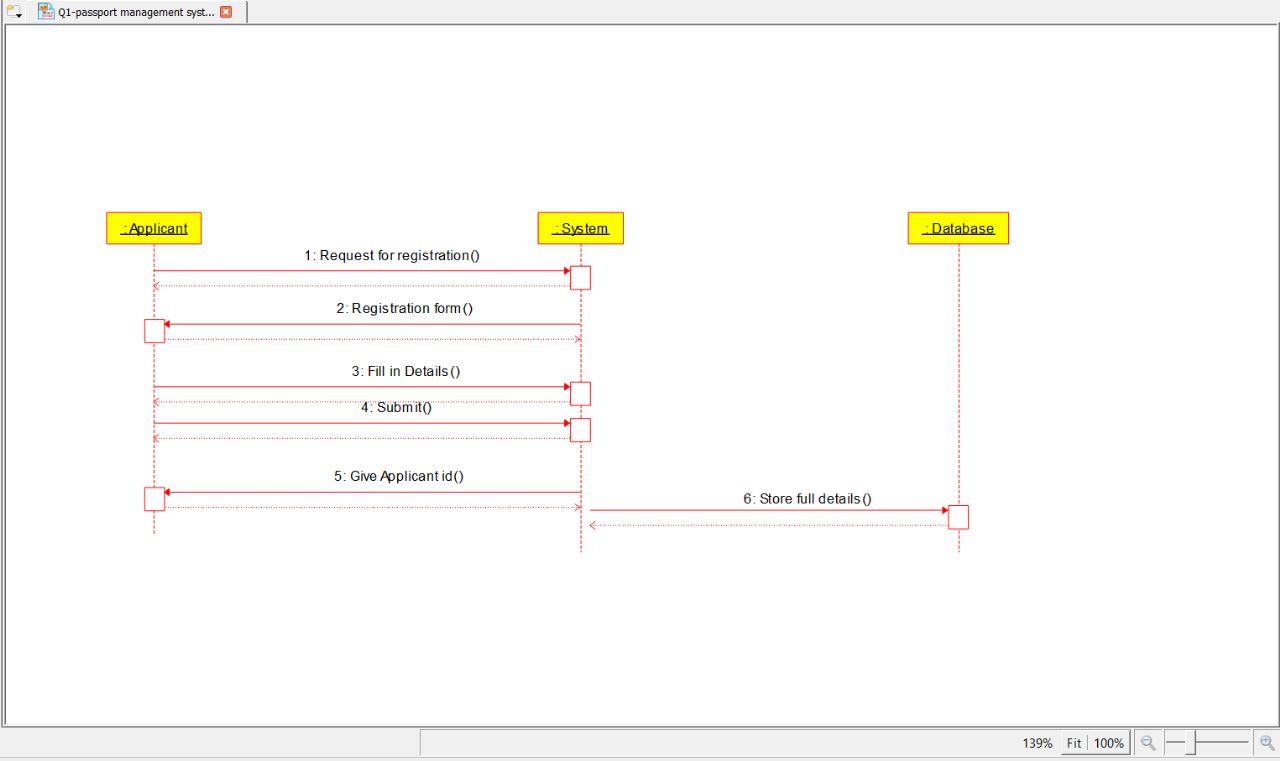 Q1-passport management syst...
: Applicant
: System
: Database
1: Request for registration()
2: Registration form()
3: Fill in Details()
4: Submit()
5: Give Applicant id()
6: Store full details()
139% Fit 100%